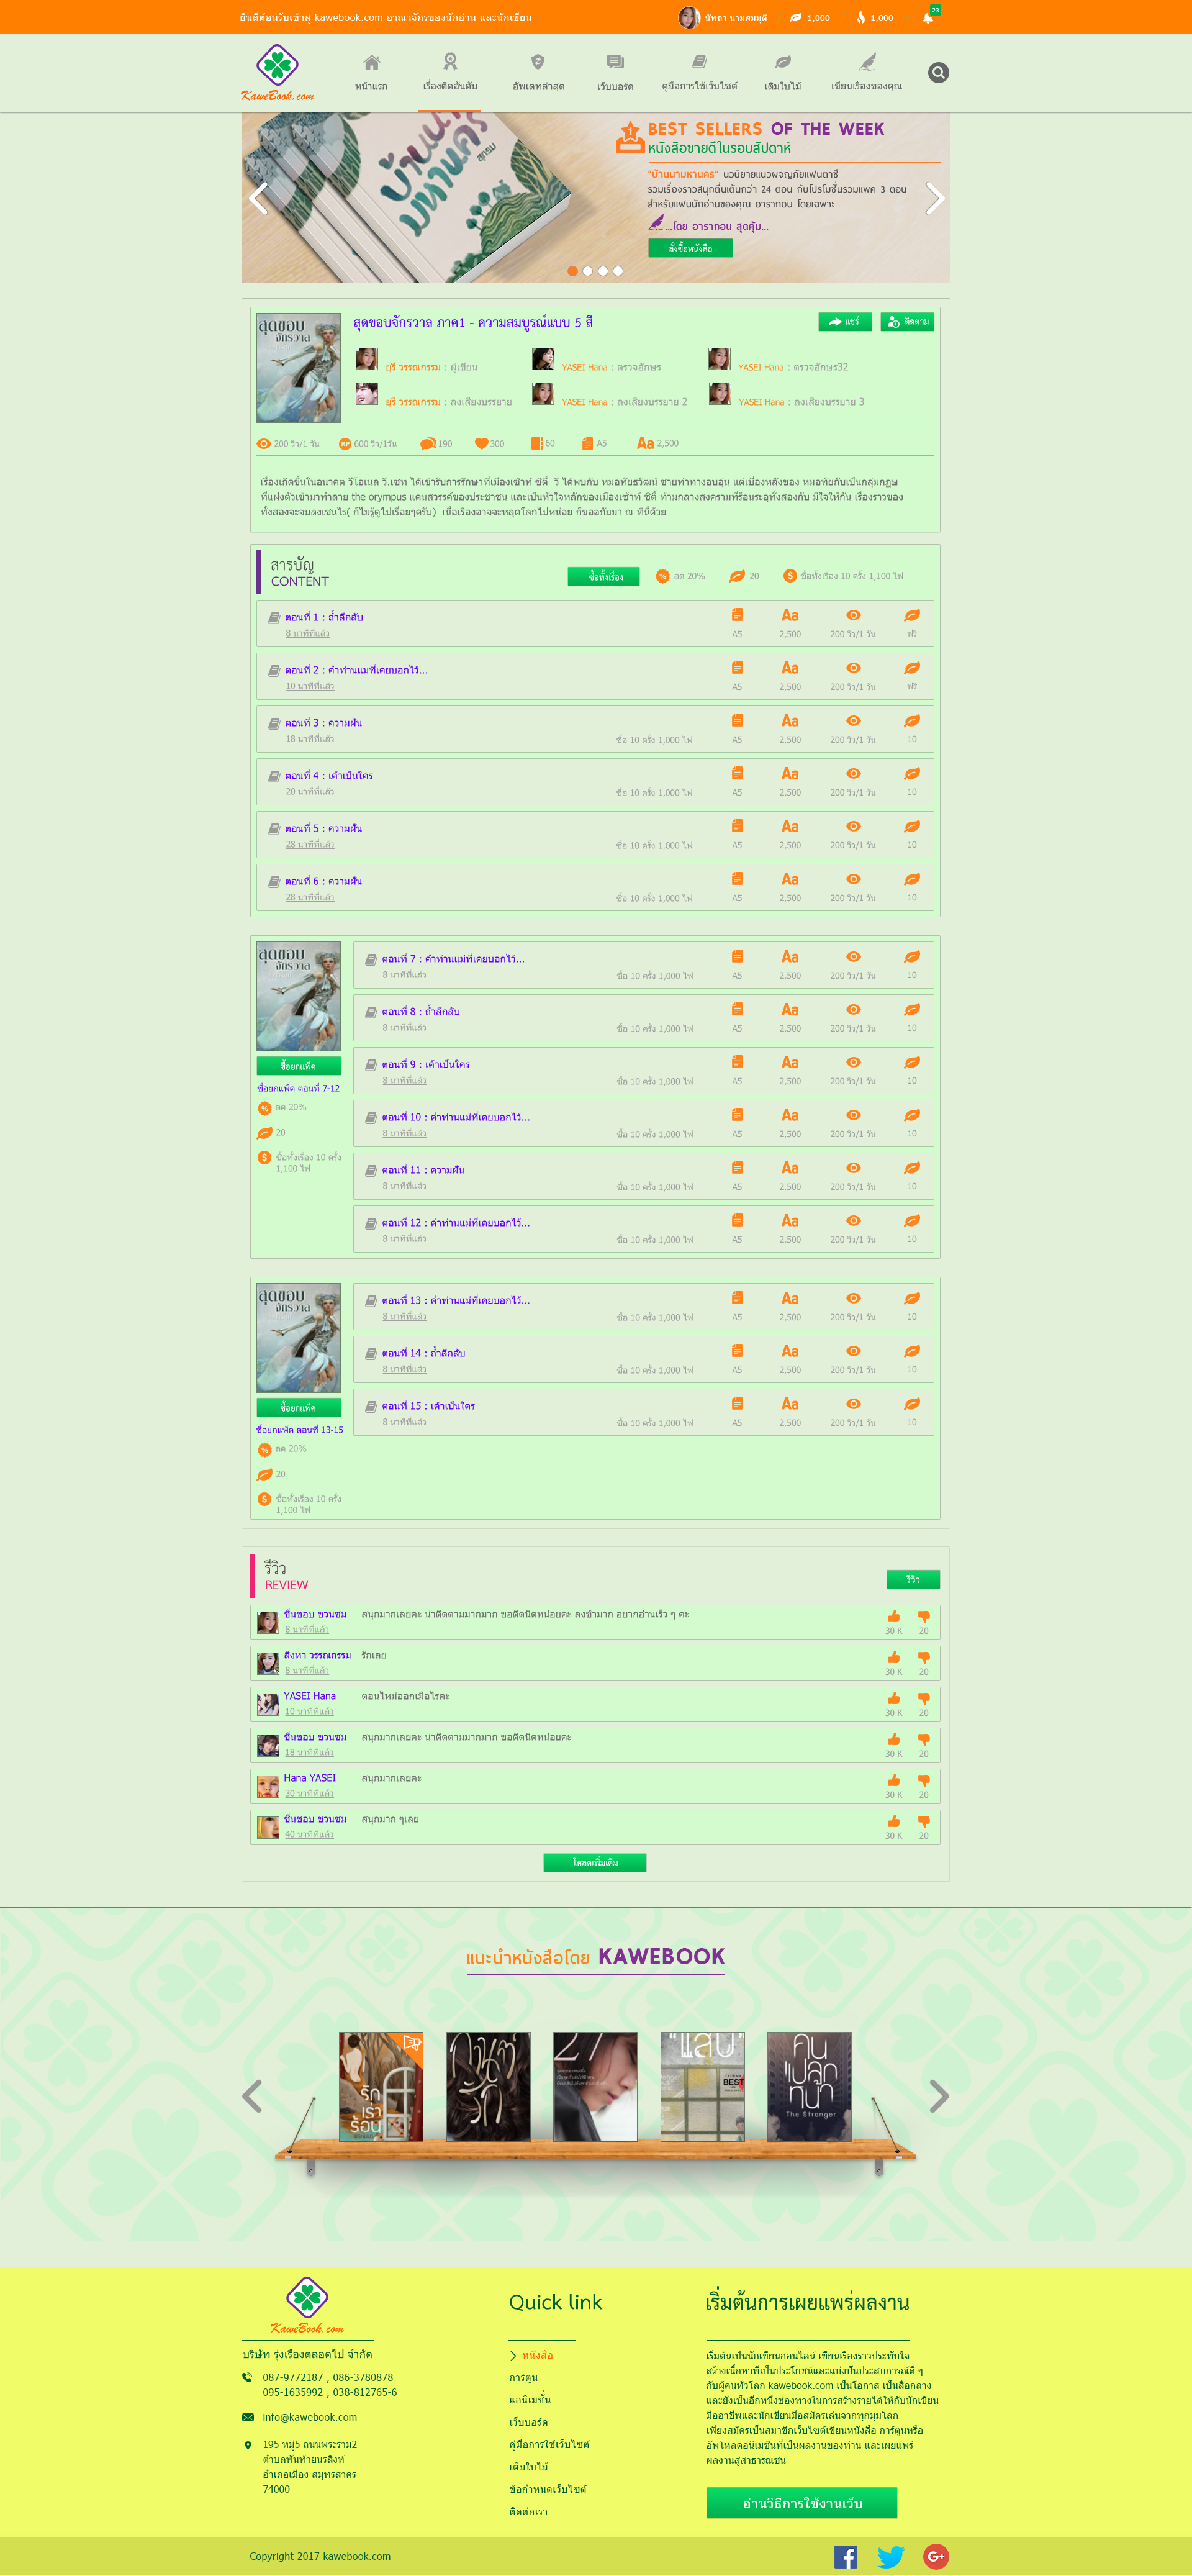 ยินดีต้อนรับเข้าสู่ kawebook.com อาณาจักรของนักอ่าน และนักเขียน
นัทถา นามสมมุติ
1,000
1,000
23
KaweBook.com
หน้าแรก
เรื่องติดอันดับ
อัพเดทล่าสุด
เว็บบอร์ด
คู่มือการใช้เว็บไซต์
เติมใบไม้
เขียนเรื่องของคุณ
BEST SELLERS OF THE WEEK
หนังสือขายดีในรอบสัปดาห์
"บ้านนามหานคร" นวนิยายแนวผจญภัยแฟนตาซี
รวมเรื่องราวสนุกตื่นเต้นกว่า 24 ตอน กับโปรโมชั่นรวมแพค 3 ตอน
สำหรับแฟนนักอ่านของคุณ อารากอน โดยเฉพาะ
...โดย อารากอน สุดคุ้ม...
สั่งซื้อหนังสือ
สุดขอบ
จักรวาล
สุดขอบจักรวาล ภาค1 - ความสมบูรณ์แบบ 5 สี
แชร์
ติดตาม
ยุรี วรรณกรรม : ผู้เขียน
YASEI Hana : ตรวจอักษร
YASEI Hana : ตรวจอักษร32
ยุรี วรรณกรรม : ลงเสียงบรรยาย
YASEI Hana : ลงเสียงบรรยาย 2
YASEI Hana : ลงเสียงบรรยาย 3
200 วิว/1 วัน
RP 600 วิว/1วัน
190
300
60
A5
Aa 2,500
เรื่องเกิดขึ้นในอนาคต วีโอเนล วี.เชท ได้เข้ารับการรักษาที่เมืองเซ้าท์ ซิตี้ วี ได้พบกับ หมอทัยธวัฒน์ ชายท่าทางอบอุ่น แต่เบื่องหลังของ หมอทัยกับเป็นกลุ่มกฎษ
ที่แฝงตัวเข้ามาทำลาย the orympus แดนสวรรค์ของประชาชน และเป็นหัวใจหลักของเมืองเซ้าท์ ซิตี้ ท้ามกลางสงครามที่ร้อนระอุทั้งสองกับ มีใจให้กัน เรื่องราวของ
ทั้งสองจะจบลงเช่นไร( ก็ไม่รู้ดูไปเรื่อยๆครับ) เนื้อเรื่องอาจจะหลุดโลกไปหน่อย ก็ขออภัยมา ณ ที่นี้ด้วย
สารบัญ
CONTENT
ซื้อทั้งเรื่อง
ลด 20%
20
ซื้อทั้งเรื่อง 10 ครั้ง 1,100 ไฟ
ตอนที่ 1 : ถ้ำลึกลับ
8 นาทีที่แล้ว
A5
Aa 2,500
200 วิว/1 วัน
ฟรี
ตอนที่ 2 : คำท่านแม่ที่เคยบอกไว้...
10 นาทีที่แล้ว
A5
Aa 2,500
200 วิว/1 วัน
ฟรี
ตอนที่ 3 : ความฝัน
18 นาทีที่แล้ว
ซื้อ 10 ครั้ง 1,000 ไฟ
A5
Aa 2,500
200 วิว/1 วัน
10
ตอนที่ 4 : เค้าเป็นใคร
20 นาทีที่แล้ว
ซื้อ 10 ครั้ง 1,000 ไฟ
A5
Aa 2,500
200 วิว/1 วัน
10
ตอนที่ 5 : ความฝัน
28 นาทีที่แล้ว
ซื้อ 10 ครั้ง 1,000 ไฟ
A5
Aa 2,500
200 วิว/1 วัน
10
ตอนที่ 6 : ความฝัน
28 นาทีที่แล้ว
ซื้อ 10 ครั้ง 1,000 ไฟ
A5
Aa 2,500
200 วิว/1 วัน
10
สุดขอบ
จักรวาล
ซื้อยกแพ็ค
ซื้อยกแพ็ค ตอนที่ 7-12
ลด 20%
20
ซื้อทั้งเรื่อง 10 ครั้ง
1,100 ไฟ
ตอนที่ 7 : คำท่านแม่ที่เคยบอกไว้...
8 นาทีที่แล้ว
ซื้อ 10 ครั้ง 1,000 ไฟ
A5
Aa 2,500
200 วิว/1 วัน
10
ตอนที่ 8 : ถ้ำลึกลับ
8 นาทีที่แล้ว
ซื้อ 10 ครั้ง 1,000 ไฟ
A5
Aa 2,500
200 วิว/1 วัน
10
ตอนที่ 9 : เค้าเป็นใคร
8 นาทีที่แล้ว
ซื้อ 10 ครั้ง 1,000 ไฟ
A5
Aa 2,500
200 วิว/1 วัน
10
ตอนที่ 10 : คำท่านแม่ที่เคยบอกไว้...
8 นาทีที่แล้ว
ซื้อ 10 ครั้ง 1,000 ไฟ
A5
Aa 2,500
200 วิว/1 วัน
10
ตอนที่ 11 : ความฝัน
8 นาทีที่แล้ว
ซื้อ 10 ครั้ง 1,000 ไฟ
A5
Aa 2,500
200 วิว/1 วัน
10
ตอนที่ 12 : คำท่านแม่ที่เคยบอกไว้...
8 นาทีที่แล้ว
ซื้อ 10 ครั้ง 1,000 ไฟ
A5
Aa 2,500
200 วิว/1 วัน
10
สุดขอบ
จักรวาล
ซื้อยกแพ็ค
ซื้อยกแพ็ค ตอนที่ 13-15
ลด 20%
20
ซื้อทั้งเรื่อง 10 ครั้ง
1,100 ไฟ
ตอนที่ 13 : คำท่านแม่ที่เคยบอกไว้...
8 นาทีที่แล้ว
ซื้อ 10 ครั้ง 1,000 ไฟ
A5
Aa 2,500
200 วิว/1 วัน
10
ตอนที่ 14 : ถ้ำลึกลับ
8 นาทีที่แล้ว
ซื้อ 10 ครั้ง 1,000 ไฟ
A5
Aa 2,500
200 วิว/1 วัน
10
ตอนที่ 15 : เค้าเป็นใคร
8 นาทีที่แล้ว
ซื้อ 10 ครั้ง 1,000 ไฟ
A5
Aa 2,500
200 วิว/1 วัน
10
รีวิว
REVIEW
รีวิว
ชื่นชอบ ชวนชม
สนุกมากเลยคะ น่าติดตามมากมาก ขอติดนิดหน่อยคะ ลงช้ามาก อยากอ่านเร็ว ๆ คะ
8 นาทีที่แล้ว
30 K
20
สิงหา วรรณกรรม
รักเลย
8 นาทีที่แล้ว
30 K
20
YASEI Hana
ตอนไหม่ออกเมื่อไรคะ
10 นาทีที่แล้ว
30 K
20
ชื่นชอบ ชวนชม
สนุกมากเลยคะ น่าติดตามมากมาก ขอติดนิดหน่อยคะ
18 นาทีที่แล้ว
30 K
20
Hana YASEI
สนุกมากเลยคะ
30 นาทีที่แล้ว
30 K
20
ชื่นชอบ ชวนชม
สนุกมาก ๆเลย
40 นาทีที่แล้ว
30 K
20
โหลดเพิ่มเติม
แนะนำหนังสือโดย KAWEBOOK
รัก
เร่า
ร้อน
27
"แสบ"
BEST
คน
แปลก
หน้า
The Stranger
KaweBook.com
บริษัท รุ่งเรืองตลอดไป จำกัด
087-9772187 , 086-3780878
095-1635992 , 038-812765-6
info@kawebook.com
195 หมู่5 ถนนพระราม2
ตำบลพันท้ายนรสิงห์
อำเภอเมือง สมุทรสาคร
74000
Quick link
หนังสือ
การ์ตูน
แอนิเมชั่น
เว็บบอร์ด
คู่มือการใช้เว็บไซต์
เติมใบไม้
ข้อกำหนดเว็บไซต์
ติดต่อเรา
เริ่มต้นการเผยแพร่ผลงาน
เริ่มต้นเป็นนักเขียนออนไลน์ เขียนเรื่องราวประทับใจ
สร้างเนื้อหาที่เป็นประโยชน์และแบ่งปันประสบการณ์ดี ๆ
กับผู้คนทั่วโลก kawebook.com เป็นโอกาส เป็นสื่อกลาง
และยังเป็นอีกหนึ่งช่องทางในการสร้างรายได้ให้กับนักเขียน
มืออาชีพและนักเขียนมือสมัครเล่นจากทุกมุมโลก
เพียงสมัครเป็นสมาชิกเว็บไซต์เขียนหนังสือ การ์ตูนหรือ
อัพโหลดอนิเมชั่นที่เป็นผลงานของท่าน และเผยแพร่
ผลงานสู่สาธารณชน
อ่านวิธีการใช้งานเว็บ
Copyright 2017 kawebook.com